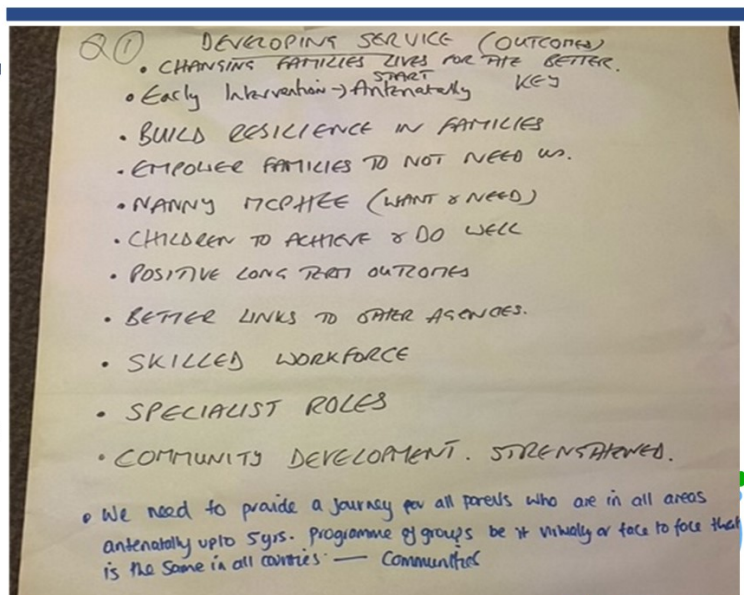 Q1 DEVELOPING SERVICE (OUTCOMES)
• CHANGING FAMILIES LIVES FOR THE BETTER.
• Early Intervention → START Antenatally KEY
• BUILD RESILIENCE IN FAMILIES
• EMPOWER FAMILIES TO NOT NEED US.
• NANNY MCPHEE (WANT & NEED)
• CHILDREN TO ACHIEVE & DO WELL
• POSITIVE LONG TERM OUTCOMES
• BETTER LINKS TO OTHER AGENCIES.
• SKILLED WORKFORCE
• SPECIALIST ROLES
• COMMUNITY DEVELOPMENT. STRENGTHENED.
• We need to provide a Journey for all parents who are in all areas
antenatally upto 5yrs. Programme of groups be it virtually or face to face that
is the same in all counties — Communities